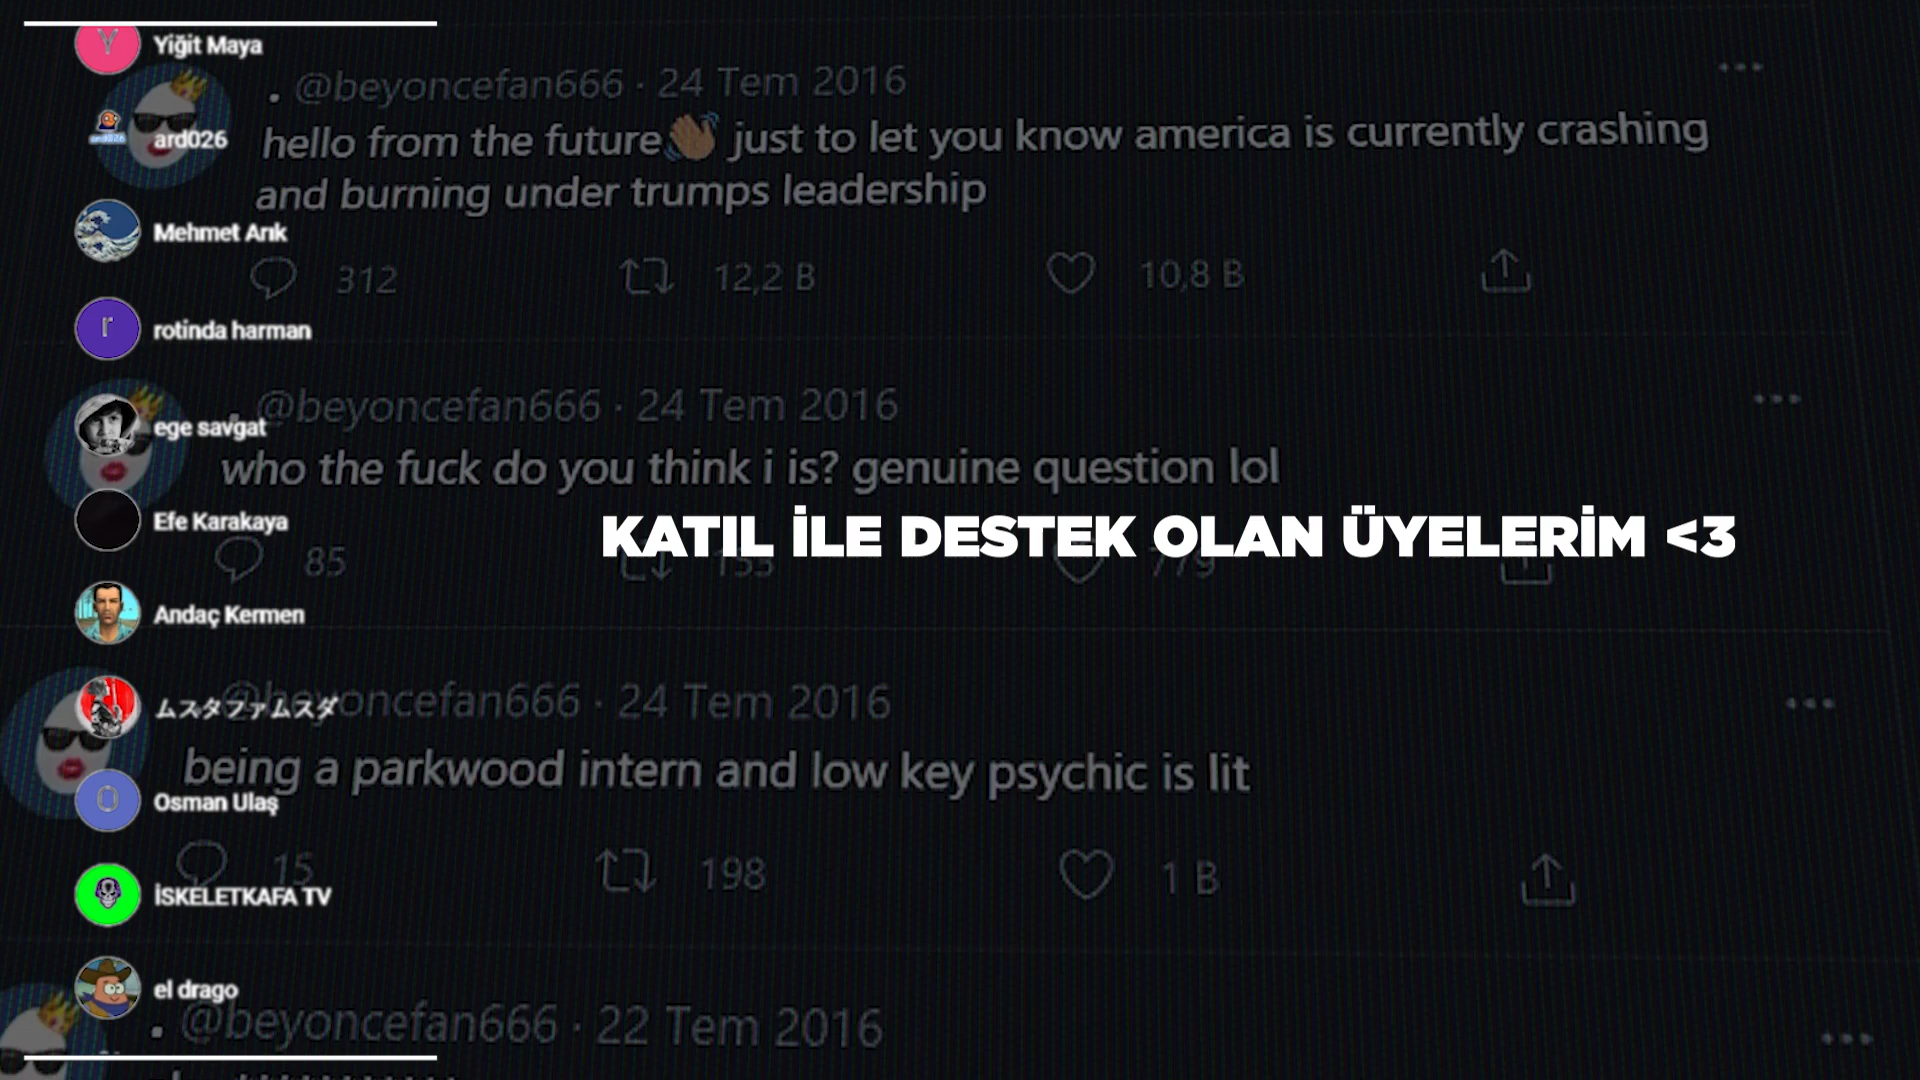 Y
Yiğit Maya
. @beyoncefan666 · 24 Tem 2016
ard026
ard026
hello from the future👋🏽 just to let you know america is currently crashing
and burning under trumps leadership
Mehmet Arık
312 12,2 B 10,8 B
r
rotinda harman
@beyoncefan666 · 24 Tem 2016
ege savğat
who the fuck do you think i is? genuine question lol
Efe Karakaya
KATIL İLE DESTEK OLAN ÜYELERİM <3
85 155 779
Andaç Kermen
ムスタファムスダ
@beyoncefan666 · 24 Tem 2016
being a parkwood intern and low key psychic is lit
O
Osman Ulaş
15 198 1 B
İSKELETKAFA TV
el drago
. @beyoncefan666 · 22 Tem 2016